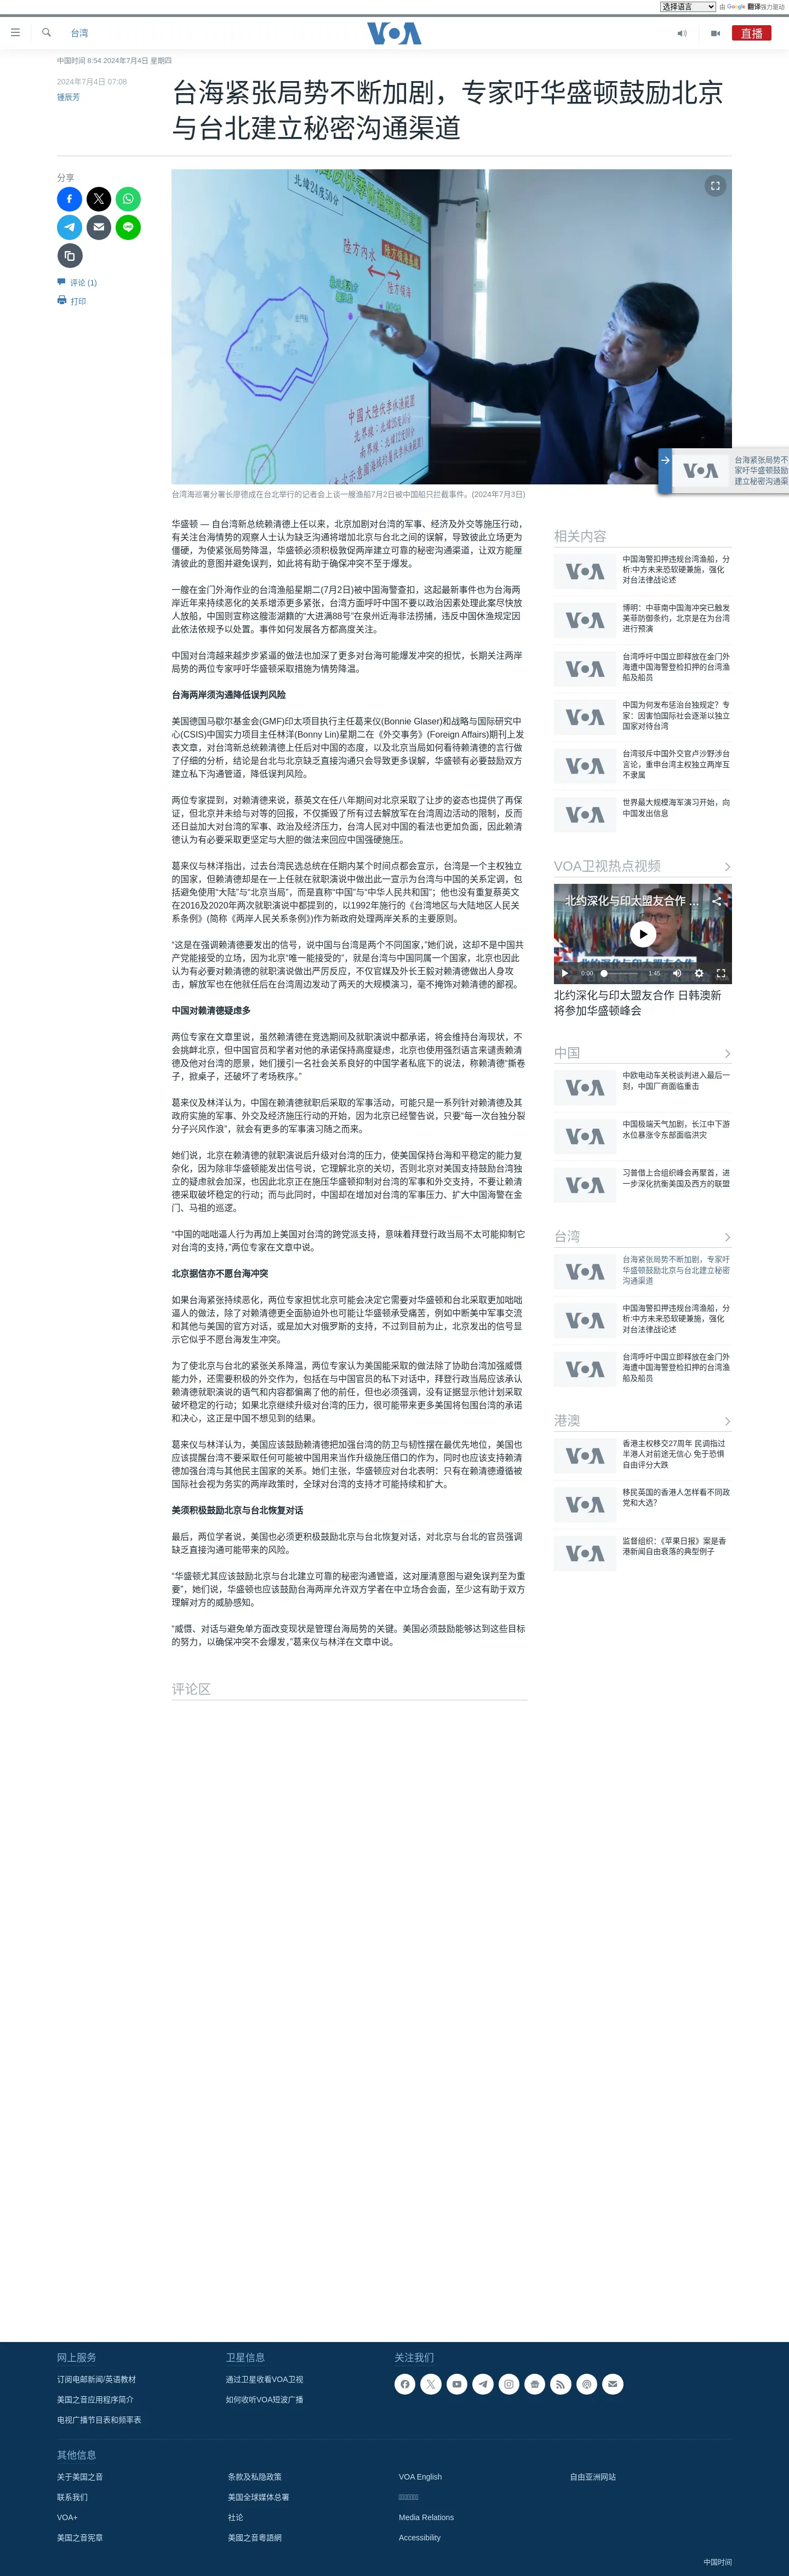 选择语言 由 Google 翻译强力驱动
台湾
VOA
直播
中国时间 8:54 2024年7月4日 星期四
2024年7月4日 07:08
锺辰芳
台海紧张局势不断加剧，专家吁华盛顿鼓励北京
与台北建立秘密沟通渠道
分享
评论 (1)
打印
北緯24度50分
陸方內水
陸方領海
中國大陸伏季休漁範圍
台湾海巡署分署长廖德成在台北举行的记者会上谈一艘渔船7月2日被中国船只拦截事件。(2024年7月3日)
台海紧张局势不
家吁华盛顿鼓励
建立秘密沟通渠
VOA
华盛顿 — 自台湾新总统赖清德上任以来，北京加剧对台湾的军事、经济及外交等施压行动，
有关注台海情势的观察人士认为缺乏沟通将增加北京与台北之间的误解，导致彼此立场更为
僵硬，为使紧张局势降温，华盛顿必须积极敦促两岸建立可靠的秘密沟通渠道，让双方能厘
清彼此的意图并避免误判，如此将有助于确保冲突不至于爆发。
一艘在金门外海作业的台湾渔船星期二(7月2日)被中国海警查扣，这起最新事件也为台海两
岸近年来持续恶化的关系增添更多紧张，台湾方面呼吁中国不要以政治因素处理此案尽快放
人放船，中国则宣称这艘澎湖籍的“大进满88号”在泉州近海非法捞捕，违反中国休渔规定因
此依法依规予以处置。事件如何发展各方都高度关注。
中国对台湾越来越步步紧逼的做法也加深了更多对台海可能爆发冲突的担忧，长期关注两岸
局势的两位专家呼吁华盛顿采取措施为情势降温。
台海两岸须沟通降低误判风险
美国德国马歇尔基金会(GMF)印太项目执行主任葛来仪(Bonnie Glaser)和战略与国际研究中
心(CSIS)中国实力项目主任林洋(Bonny Lin)星期二在《外交事务》(Foreign Affairs)期刊上发
表文章，对台湾新总统赖清德上任后对中国的态度，以及北京当局如何看待赖清德的言行做
了仔细的分析，结论是台北与北京缺乏直接沟通只会导致更多误解，华盛顿有必要鼓励双方
建立私下沟通管道，降低误判风险。
两位专家提到，对赖清德来说，蔡英文在任八年期间对北京采取了让步的姿态也提供了再保
证，但北京并未给与对等的回报，不仅撕毁了所有过去解放军在台湾周边活动的限制，反而
还日益加大对台湾的军事、政治及经济压力，台湾人民对中国的看法也更加负面，因此赖清
德认为有必要采取更坚定与大胆的做法来回应中国强硬施压。
葛来仪与林洋指出，过去台湾民选总统在任期内某个时间点都会宣示，台湾是一个主权独立
的国家，但赖清德却是在一上任就在就职演说中做出此一宣示为台湾与中国的关系定调，包
括避免使用“大陆”与“北京当局”，而是直称“中国”与“中华人民共和国”；他也没有重复蔡英文
在2016及2020年两次就职演说中都提到的，以1992年施行的《台湾地区与大陆地区人民关
系条例》(简称《两岸人民关系条例》)作为新政府处理两岸关系的主要原则。
“这是在强调赖清德要发出的信号，说中国与台湾是两个不同国家，”她们说，这却不是中国共
产党能接受的立场，因为北京“唯一能接受的”，就是台湾与中国同属一个国家，北京也因此
认为有必要对赖清德的就职演说做出严厉反应，不仅官媒及外长王毅对赖清德做出人身攻
击，解放军也在他就任后在台湾周边发动了两天的大规模演习，毫不掩饰对赖清德的鄙视。
中国对赖清德疑虑多
两位专家在文章里说，虽然赖清德在竞选期间及就职演说中都承诺，将会维持台海现状，不
会挑衅北京，但中国官员和学者对他的承诺保持高度疑虑，北京也使用强烈语言来谴责赖清
德及他对台湾的愿景，她们援引一名社会关系良好的中国学者私底下的说法，称赖清德“撕卷
子，掀桌子，还破坏了考场秩序。”
葛来仪及林洋认为，中国在赖清德就职后采取的军事活动，可能只是一系列针对赖清德及其
政府实施的军事、外交及经济施压行动的开始，因为北京已经警告说，只要“每一次台独分裂
分子兴风作浪”，就会有更多的军事演习随之而来。
她们说，北京在赖清德的就职演说后升级对台湾的压力，使美国保持台海和平稳定的能力复
杂化，因为除非华盛顿能发出信号说，它理解北京的关切，否则北京对美国支持鼓励台湾独
立的疑虑就会加深，也因此北京正在施压华盛顿抑制对台湾的军事和外交支持，不要让赖清
德采取破坏稳定的行动；而与此同时，中国却在增加对台湾的军事压力、扩大中国海警在金
门、马祖的巡逻。
“中国的咄咄逼人行为再加上美国对台湾的跨党派支持，意味着拜登行政当局不太可能抑制它
对台湾的支持，”两位专家在文章中说。
北京据信亦不愿台海冲突
如果台海紧张持续恶化，两位专家担忧北京可能会决定它需要对华盛顿和台北采取更加咄咄
逼人的做法，除了对赖清德更全面胁迫外也可能让华盛顿承受痛苦，例如中断美中军事交流
和其他与美国的官方对话，或是加大对俄罗斯的支持，不过到目前为止，北京发出的信号显
示它似乎不愿台海发生冲突。
为了使北京与台北的紧张关系降温，两位专家认为美国能采取的做法除了协助台湾加强威慑
能力外，还需要积极的外交作为，包括在与中国官员的私下对话中，拜登行政当局应该承认
赖清德就职演说的语气和内容都偏离了他的前任，但也必须强调，没有证据显示他计划采取
破坏稳定的行动；如果北京继续升级对台湾的压力，很可能带来更多美国将包围台湾的承诺
和决心，这正是中国不想见到的结果。
葛来仪与林洋认为，美国应该鼓励赖清德把加强台湾的防卫与韧性摆在最优先地位，美国也
应该提醒台湾不要采取任何可能被中国用来当作升级施压借口的作为，同时也应该支持赖清
德加强台湾与其他民主国家的关系。她们主张，华盛顿应对台北表明：只有在赖清德遵循被
国际社会视为务实的两岸政策时，全球对台湾的支持才可能持续和扩大。
美须积极鼓励北京与台北恢复对话
最后，两位学者说，美国也必须更积极鼓励北京与台北恢复对话，对北京与台北的官员强调
缺乏直接沟通可能带来的风险。
“华盛顿尤其应该鼓励北京与台北建立可靠的秘密沟通管道，这对厘清意图与避免误判至为重
要”，她们说，华盛顿也应该鼓励台海两岸允许双方学者在中立场合会面，至少这有助于双方
理解对方的威胁感知。
“威慑、对话与避免单方面改变现状是管理台海局势的关键。美国必须鼓励能够达到这些目标
的努力，以确保冲突不会爆发，”葛来仪与林洋在文章中说。
评论区
相关内容
中国海警扣押违规台湾渔船，分
析:中方未来恐软硬兼施，强化
对台法律战论述
博明：中菲南中国海冲突已触发
美菲防御条约，北京是在为台湾
进行预演
台湾呼吁中国立即释放在金门外
海遭中国海警登检扣押的台湾渔
船及船员
中国为何发布惩治台独规定？专
家：因害怕国际社会逐渐以独立
国家对待台湾
台湾驳斥中国外交官卢沙野涉台
言论，重申台湾主权独立两岸互
不隶属
世界最大规模海军演习开始，向
中国发出信息
VOA卫视热点视频
北约深化与印太盟友合作 ...
北约深化与印太盟友合作
0:00 1:45
北约深化与印太盟友合作 日韩澳新
将参加华盛顿峰会
中国
中欧电动车关税谈判进入最后一
刻，中国厂商面临重击
中国极端天气加剧，长江中下游
水位暴涨令东部面临洪灾
习普借上合组织峰会再聚首，进
一步深化抗衡美国及西方的联盟
台湾
台海紧张局势不断加剧，专家吁
华盛顿鼓励北京与台北建立秘密
沟通渠道
中国海警扣押违规台湾渔船，分
析:中方未来恐软硬兼施，强化
对台法律战论述
台湾呼吁中国立即释放在金门外
海遭中国海警登检扣押的台湾渔
船及船员
港澳
香港主权移交27周年 民调指过
半港人对前途无信心 免于恐惧
自由评分大跌
移民英国的香港人怎样看不同政
党和大选？
监督组织:《苹果日报》案是香
港新闻自由衰落的典型例子
网上服务
订阅电邮新闻/英语教材
美国之音应用程序简介
电视广播节目表和频率表
卫星信息
通过卫星收看VOA卫视
如何收听VOA短波广播
关注我们
其他信息
关于美国之音
联系我们
VOA+
美国之音宪章
条款及私隐政策
美国全球媒体总署
社论
美國之音粵語網
VOA English
Media Relations
Accessibility
自由亚洲网站
中国时间